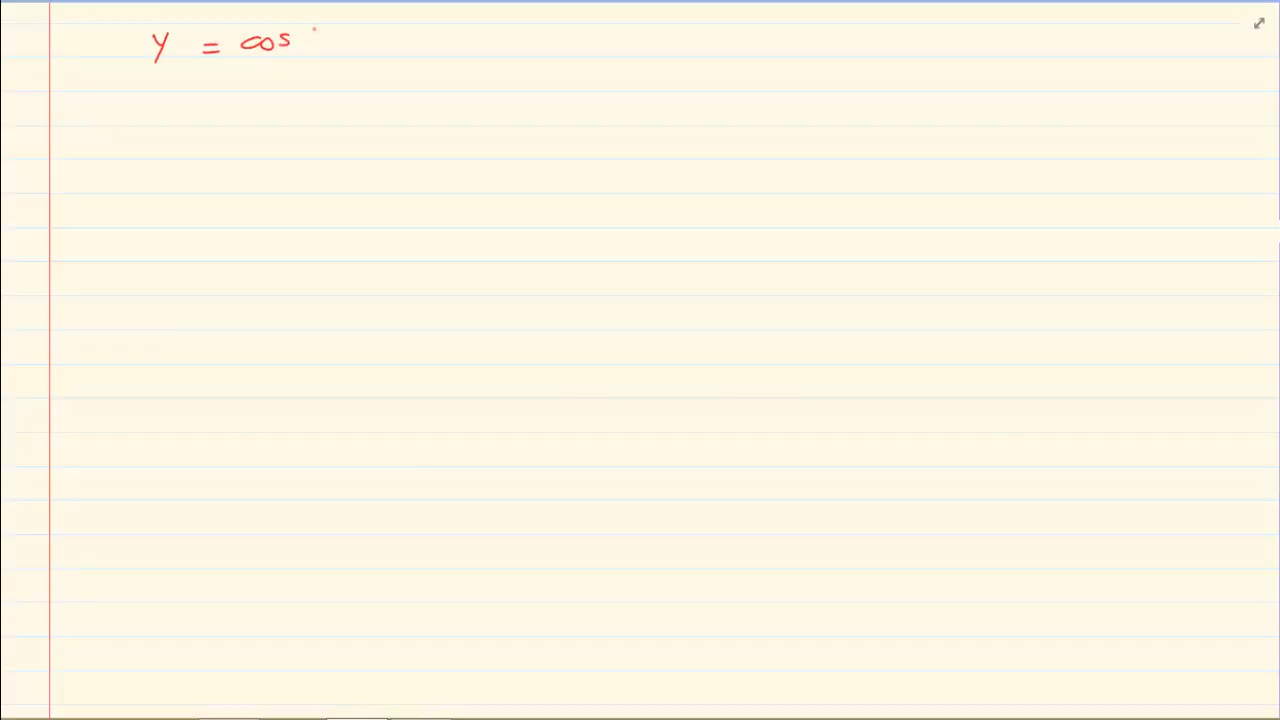 y = cos